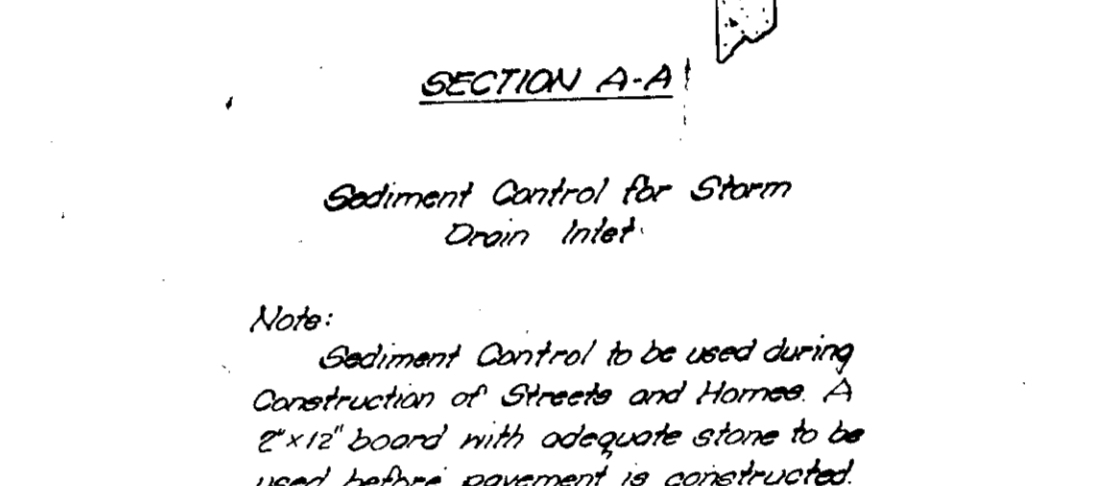 SECTION A-A
Sediment Control for Storm
Drain Inlet
Note:
Sediment Control to be used during
Construction of Streets and Homes. A
2"x12" board with adequate stone to be
used before pavement is constructed.